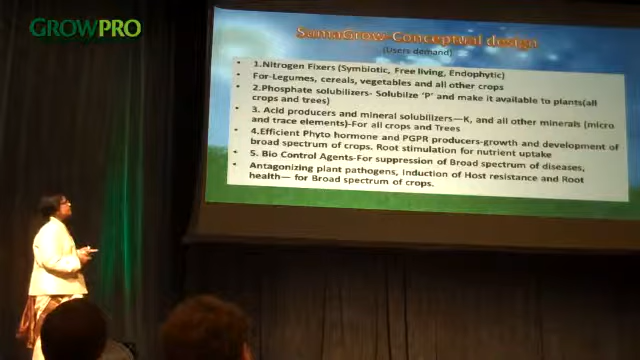 GROWPRO
SumaGrow-Conceptual design
(Users demand)
• 1.Nitrogen Fixers (Symbiotic, Free living, Endophytic)
• For-Legumes, cereals, vegetables and all other crops
• 2.Phosphate solubilizers- Solubilze 'P' and make it available to plants(all
crops and trees)
• 3. Acid producers and mineral solubilizers—K, and all other minerals (micro
and trace elements)-For all crops and Trees
• 4.Efficient Phyto hormone and PGPR producers-growth and development of
broad spectrum of crops. Root stimulation for nutrient uptake
• 5. Bio Control Agents-For suppression of Broad spectrum of diseases,
• Antagonizing plant pathogens, Induction of Host resistance and Root
health— for Broad spectrum of crops.